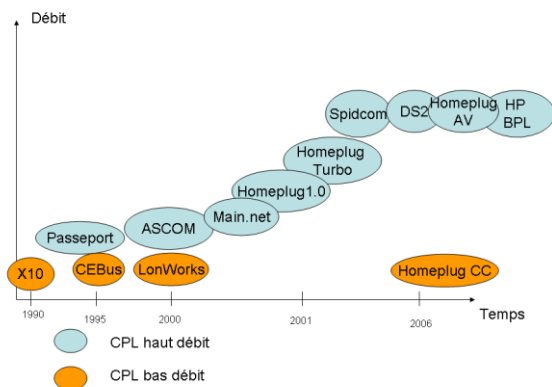 Débit
Spidcom
DS2
Homeplug
AV
HP
BPL
Homeplug
Turbo
Homeplug1.0
Main.net
ASCOM
Passeport
X10
CEBus
LonWorks
Homeplug CC
1990
1995
2000
2001
2006
Temps
CPL haut débit
CPL bas débit